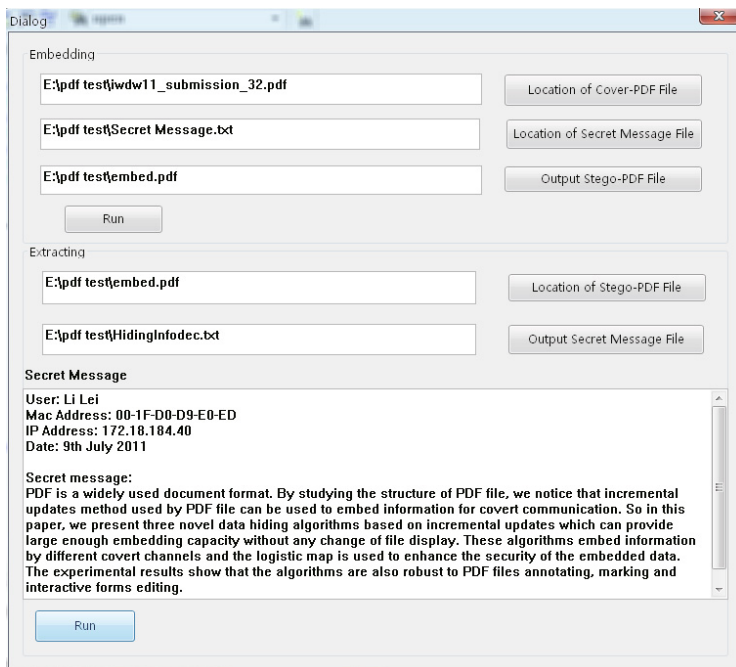 Dialog
Embedding
E:\pdf test\iwdw11_submission_32.pdf
Location of Cover-PDF File
E:\pdf test\Secret Message.txt
Location of Secret Message File
E:\pdf test\embed.pdf
Output Stego-PDF File
Run
Extracting
E:\pdf test\embed.pdf
Location of Stego-PDF File
E:\pdf test\HidingInfodec.txt
Output Secret Message File
Secret Message
User: Li Lei
Mac Address: 00-1F-D0-D9-E0-ED
IP Address: 172.18.184.40
Date: 9th July 2011
Secret message:
PDF is a widely used document format. By studying the structure of PDF file, we notice that incremental
updates method used by PDF file can be used to embed information for covert communication. So in this
paper, we present three novel data hiding algorithms based on incremental updates which can provide
large enough embedding capacity without any change of file display. These algorithms embed information
by different covert channels and the logistic map is used to enhance the security of the embedded data.
The experimental results show that the algorithms are also robust to PDF files annotating, marking and
interactive forms editing.
Run